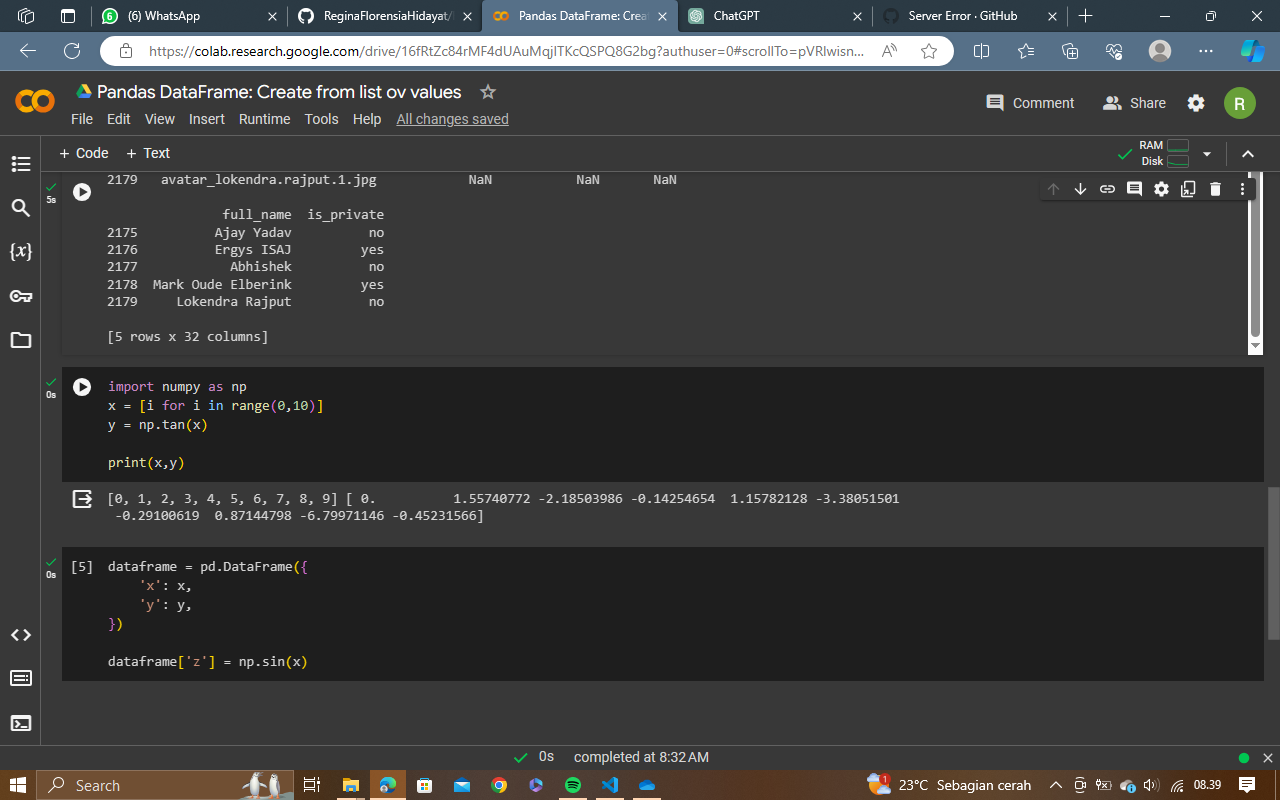 (6) WhatsApp
ReginaFlorensiaHidayat/
Pandas DataFrame: Crea
ChatGPT
Server Error · GitHub
https://colab.research.google.com/drive/16fRtZc84rMF4dUAuMqjITKcQSPQ8G2bg?authuser=0#scrollTo=pVRlwisn...
Pandas DataFrame: Create from list ov values
Comment
Share
R
File Edit View Insert Runtime Tools Help All changes saved
+ Code + Text
RAM
Disk
5s
2179 avatar_lokendra.rajput.1.jpg NaN NaN NaN
full_name is_private
2175 Ajay Yadav no
2176 Ergys ISAJ yes
2177 Abhishek no
2178 Mark Oude Elberink yes
2179 Lokendra Rajput no
[5 rows x 32 columns]
0s
import numpy as np
x = [i for i in range(0,10)]
y = np.tan(x)
print(x,y)
[0, 1, 2, 3, 4, 5, 6, 7, 8, 9] [ 0. 1.55740772 -2.18503986 -0.14254654 1.15782128 -3.38051501
-0.29100619 0.87144798 -6.79971146 -0.45231566]
0s
[5] dataframe = pd.DataFrame({
'x': x,
'y': y,
})
dataframe['z'] = np.sin(x)
0s completed at 8:32 AM
Search
1
23°C Sebagian cerah
08.39